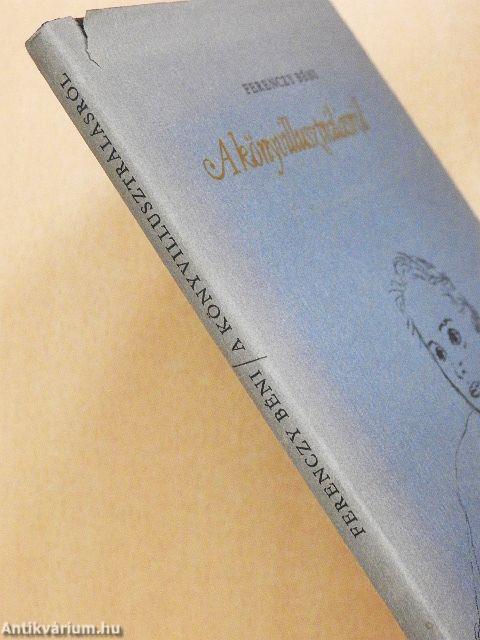 FERENCZY BÉNI
A könyvillusztrálásról
FERENCZY BÉNI / A KÖNYVILLUSZTRÁLÁSRÓL
Antikvárium.hu